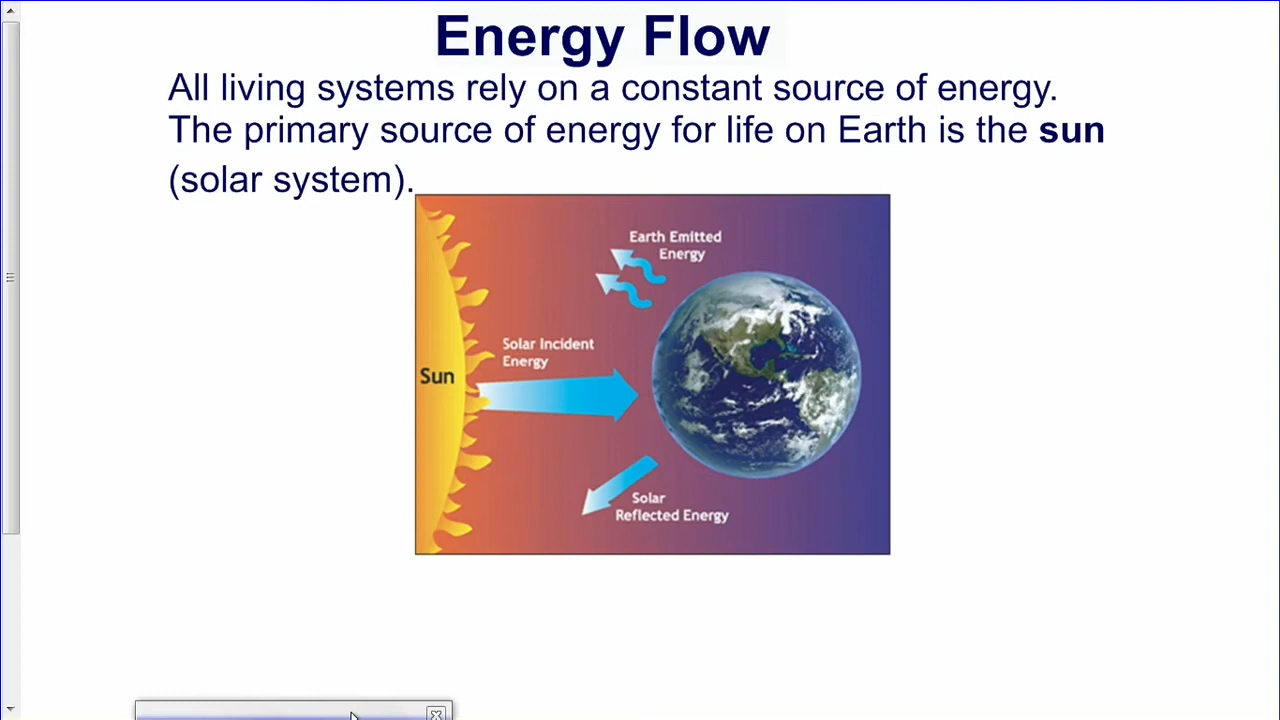 Energy Flow
All living systems rely on a constant source of energy.
The primary source of energy for life on Earth is the sun
(solar system).
Earth Emitted
Energy
Solar Incident
Energy
Sun
Solar
Reflected Energy